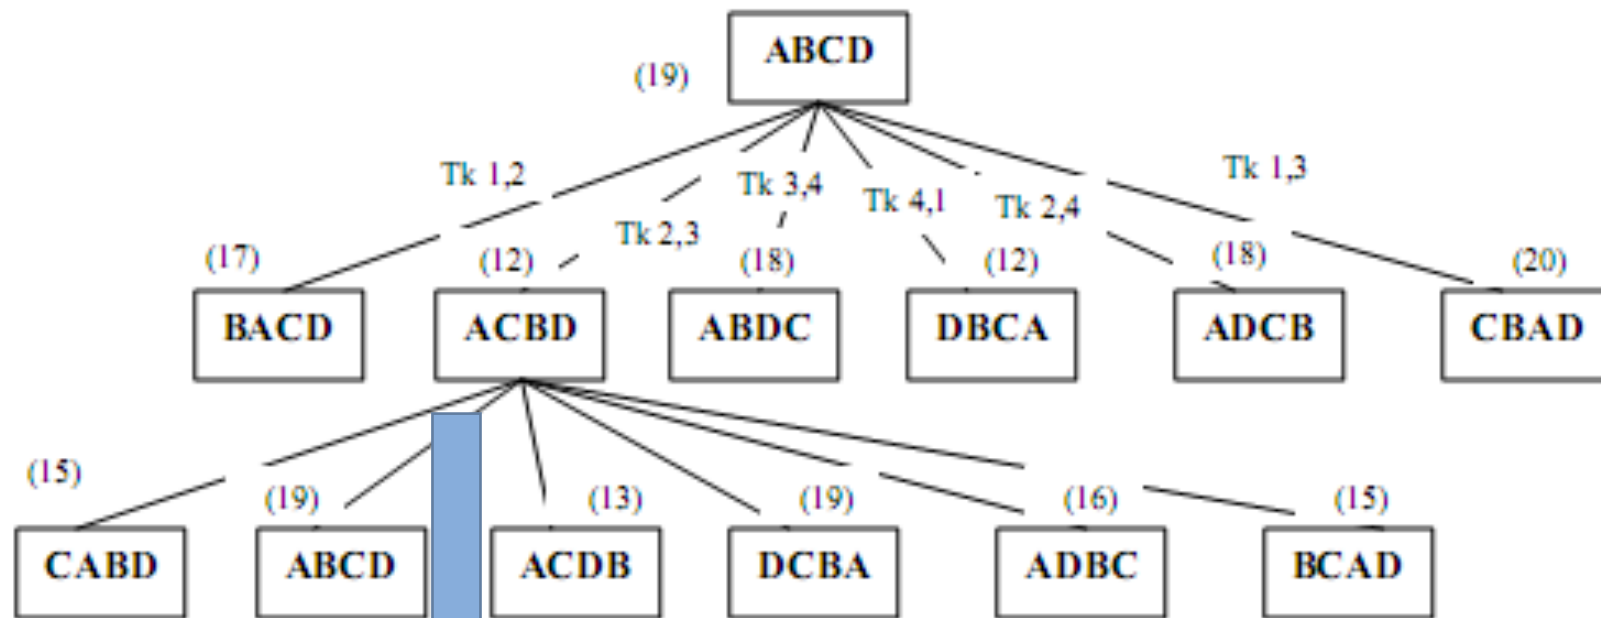 ABCD
(19)
Tk 1,2
Tk 2,3
Tk 3,4
Tk 4,1
Tk 2,4
Tk 1,3
(17)
(12)
(18)
(12)
(18)
(20)
BACD
ACBD
ABDC
DBCA
ADCB
CBAD
(15)
(19)
(13)
(19)
(16)
(15)
CABD
ABCD
ACDB
DCBA
ADBC
BCAD